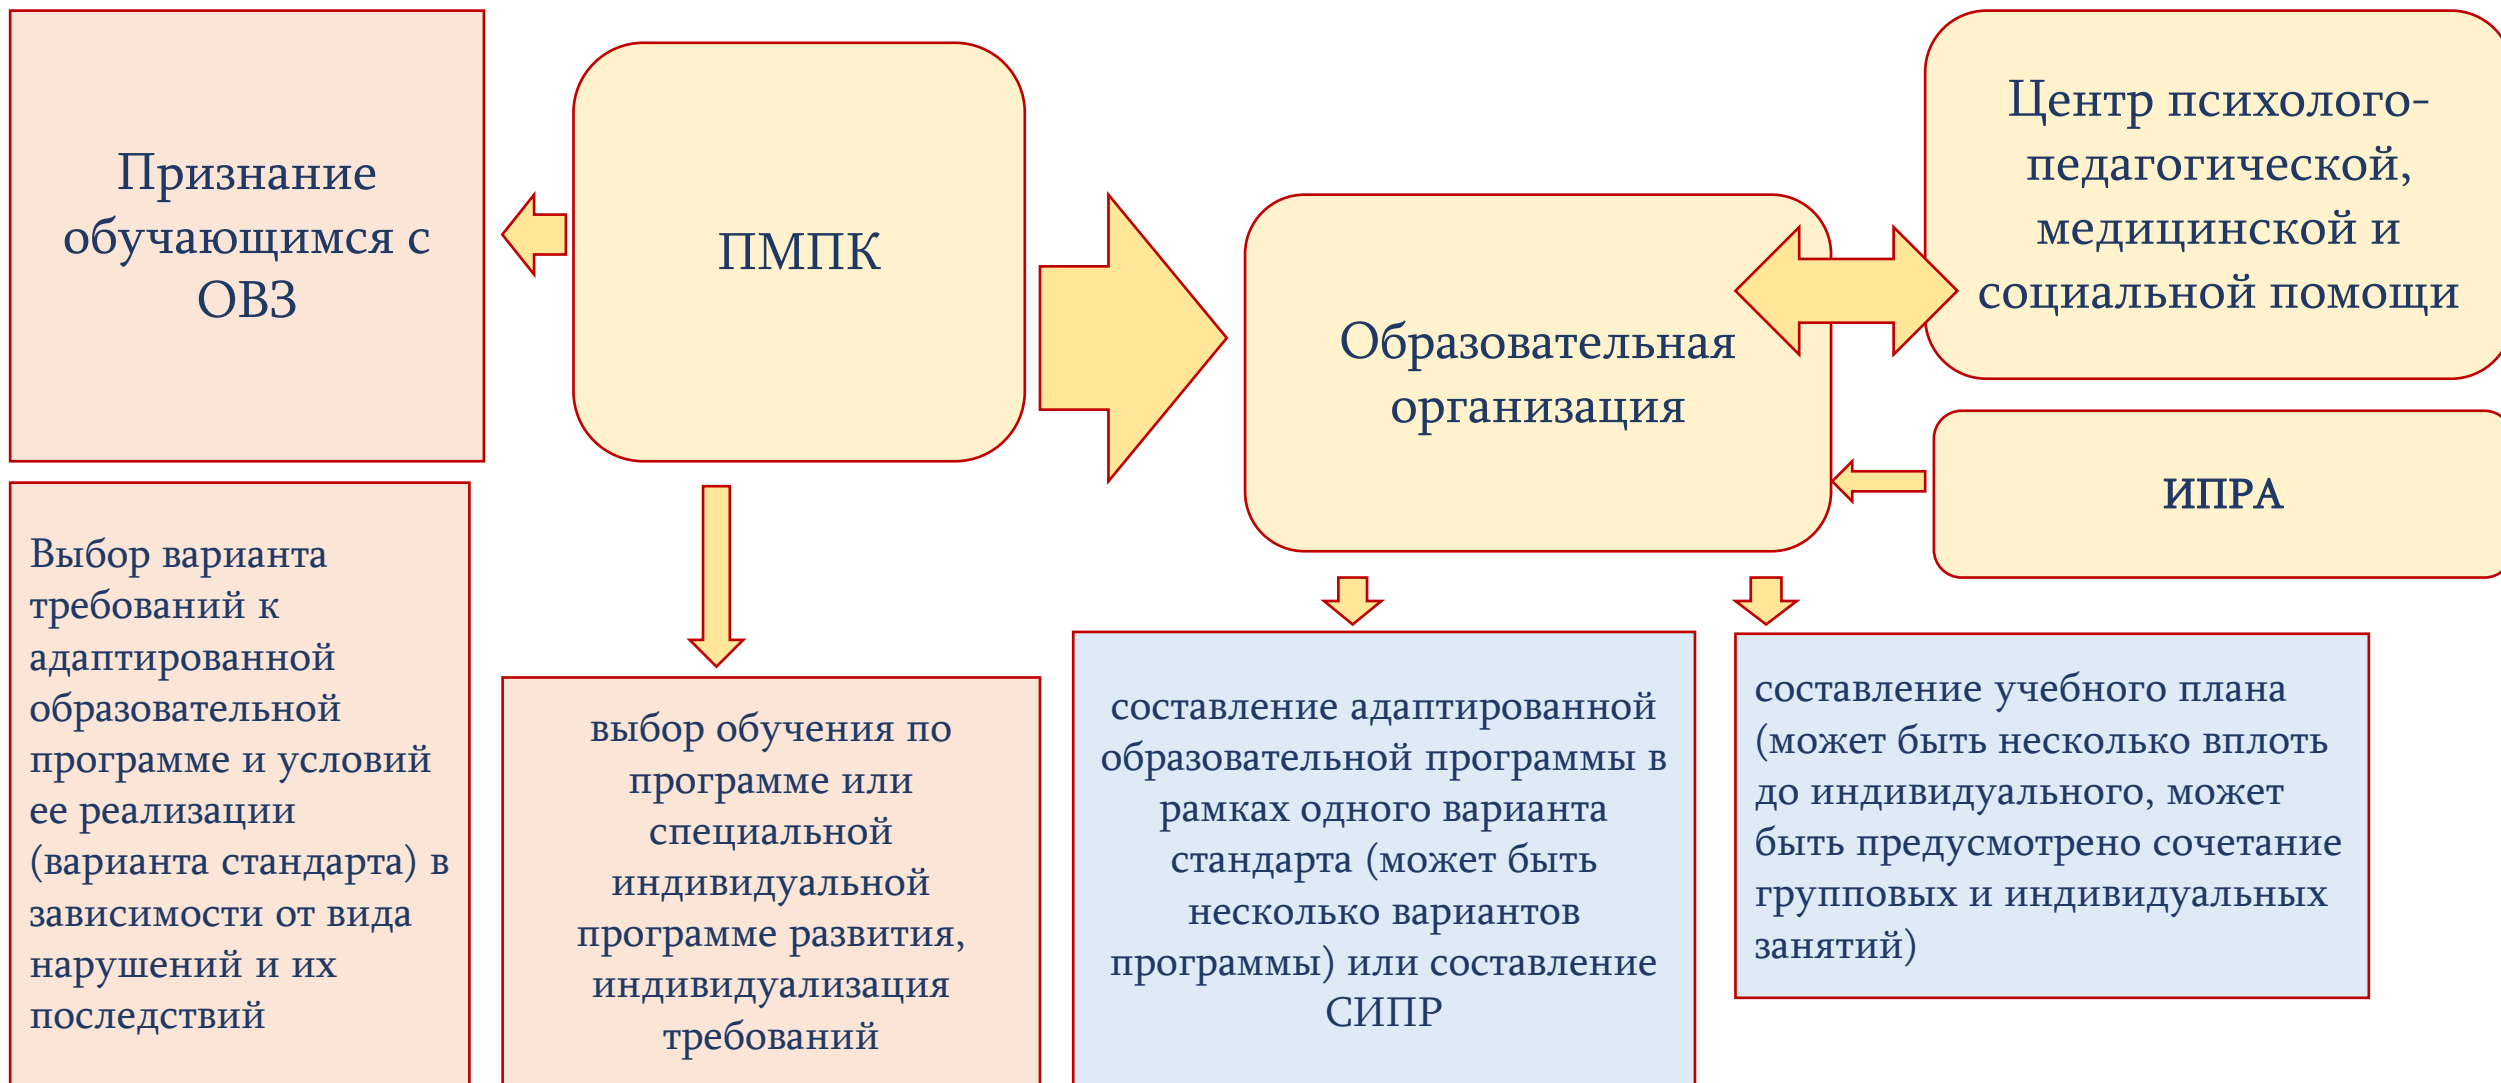 Признание
обучающимся с
ОВЗ
ПМПК
Образовательная
организация
Центр психолого-
педагогической,
медицинской и
социальной помощи
ИПРА
Выбор варианта
требований к
адаптированной
образовательной
программе и условий
ее реализации
(варианта стандарта) в
зависимости от вида
нарушений и их
последствий
выбор обучения по
программе или
специальной
индивидуальной
программе развития,
индивидуализация
требований
составление адаптированной
образовательной программы в
рамках одного варианта
стандарта (может быть
несколько вариантов
программы) или составление
СИПР
составление учебного плана
(может быть несколько вплоть
до индивидуального, может
быть предусмотрено сочетание
групповых и индивидуальных
занятий)